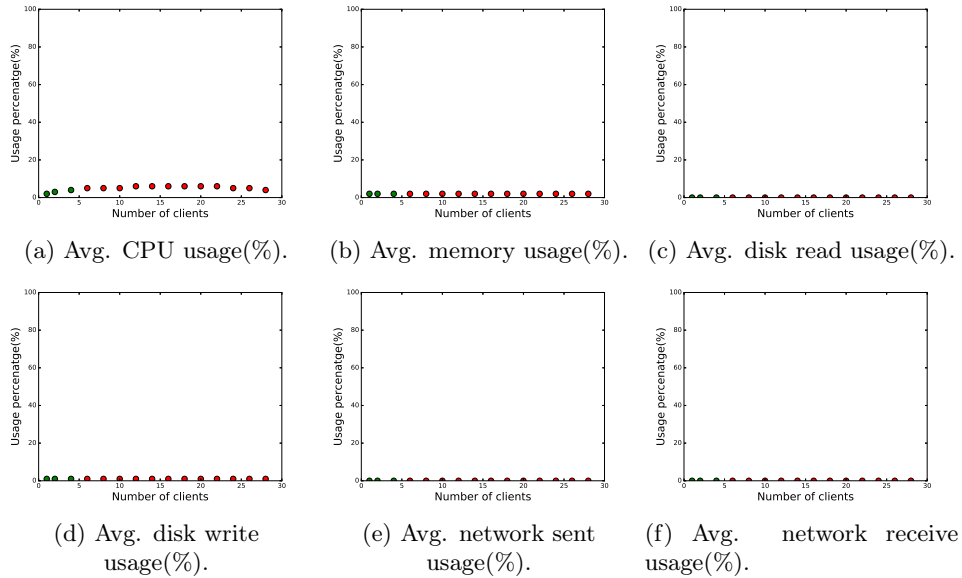 100
80
60
40
20
0
Usage percenatge(%)
0 5 10 15 20 25 30
Number of clients
(a) Avg. CPU usage(%).
100
80
60
40
20
0
Usage percenatge(%)
0 5 10 15 20 25 30
Number of clients
(b) Avg. memory usage(%).
100
80
60
40
20
0
Usage percenatge(%)
0 5 10 15 20 25 30
Number of clients
(c) Avg. disk read usage(%).
100
80
60
40
20
0
Usage percenatge(%)
0 5 10 15 20 25 30
Number of clients
(d) Avg. disk write
usage(%).
100
80
60
40
20
0
Usage percenatge(%)
0 5 10 15 20 25 30
Number of clients
(e) Avg. network sent
usage(%).
100
80
60
40
20
0
Usage percenatge(%)
0 5 10 15 20 25 30
Number of clients
(f) Avg. network receive
usage(%).